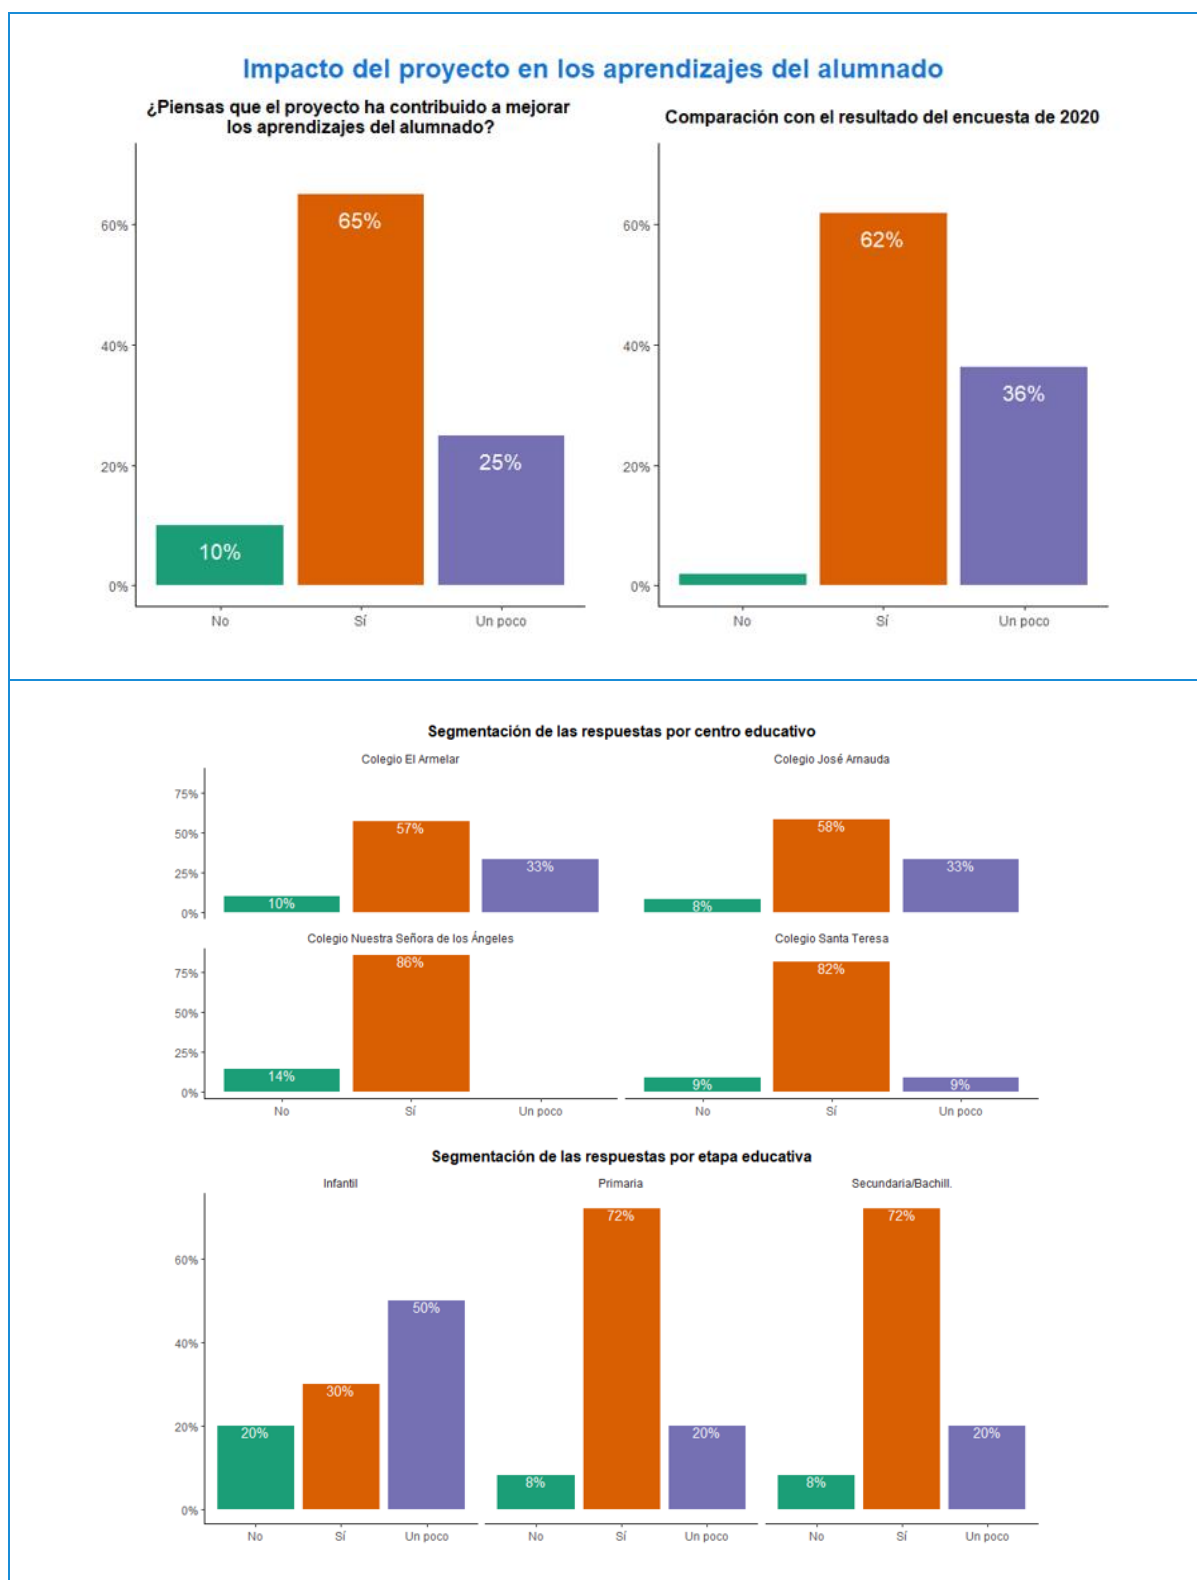 Impacto del proyecto en los aprendizajes del alumnado
¿Piensas que el proyecto ha contribuido a mejorar
los aprendizajes del alumnado?
60%
40%
20%
0%
10%
65%
25%
No
Sí
Un poco
Comparación con el resultado del encuesta de 2020
60%
40%
20%
0%
62%
36%
No
Sí
Un poco
Segmentación de las respuestas por centro educativo
Colegio El Armelar
75%
50%
25%
0%
10%
57%
33%
Colegio José Arnauda
8%
58%
33%
Colegio Nuestra Señora de los Ángeles
75%
50%
25%
0%
14%
86%
No
Sí
Un poco
Colegio Santa Teresa
9%
82%
9%
No
Sí
Un poco
Segmentación de las respuestas por etapa educativa
Infantil
60%
40%
20%
0%
20%
30%
50%
No
Sí
Un poco
Primaria
8%
72%
20%
No
Sí
Un poco
Secundaria/Bachill.
8%
72%
20%
No
Sí
Un poco